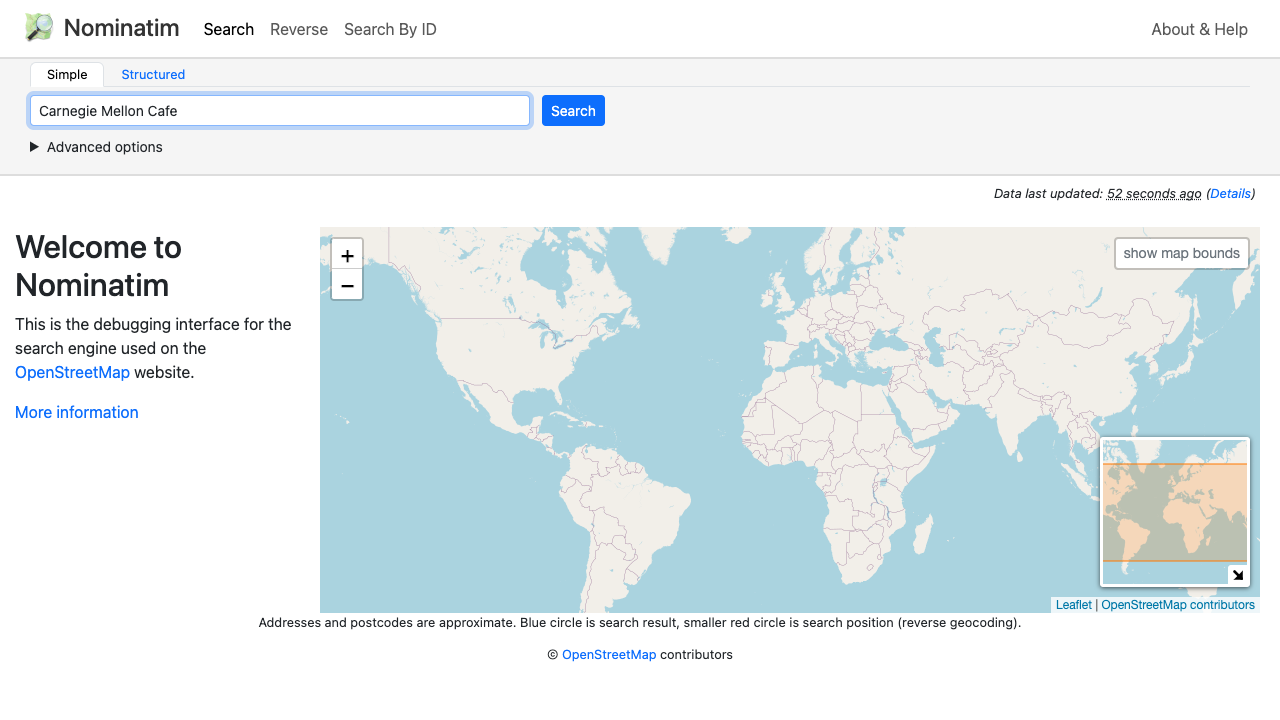 Nominatim Search Reverse Search By ID About & Help
Simple Structured
Carnegie Mellon Cafe Search
Advanced options
Data last updated: 52 seconds ago (Details)
Welcome to
Nominatim
This is the debugging interface for the
search engine used on the
OpenStreetMap website.
More information
+
−
show map bounds
Leaflet | OpenStreetMap contributors
Addresses and postcodes are approximate. Blue circle is search result, smaller red circle is search position (reverse geocoding).
© OpenStreetMap contributors